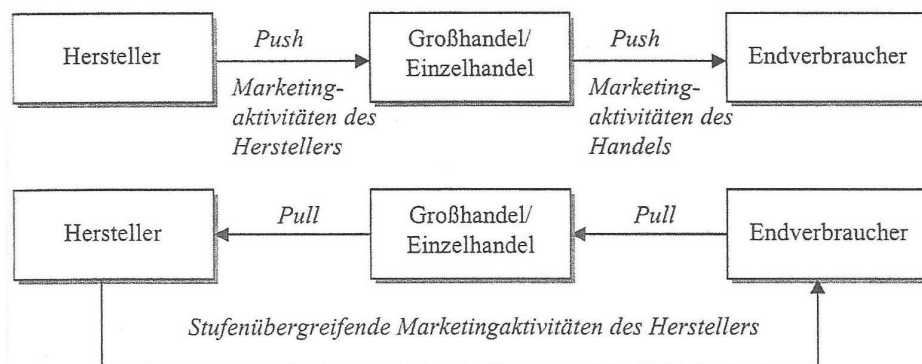 Hersteller
Push
Großhandel/
Einzelhandel
Push
Endverbraucher
Marketing-
aktivitäten des
Herstellers
Marketing-
aktivitäten des
Handels
Hersteller
Pull
Großhandel/
Einzelhandel
Pull
Endverbraucher
Stufenübergreifende Marketingaktivitäten des Herstellers